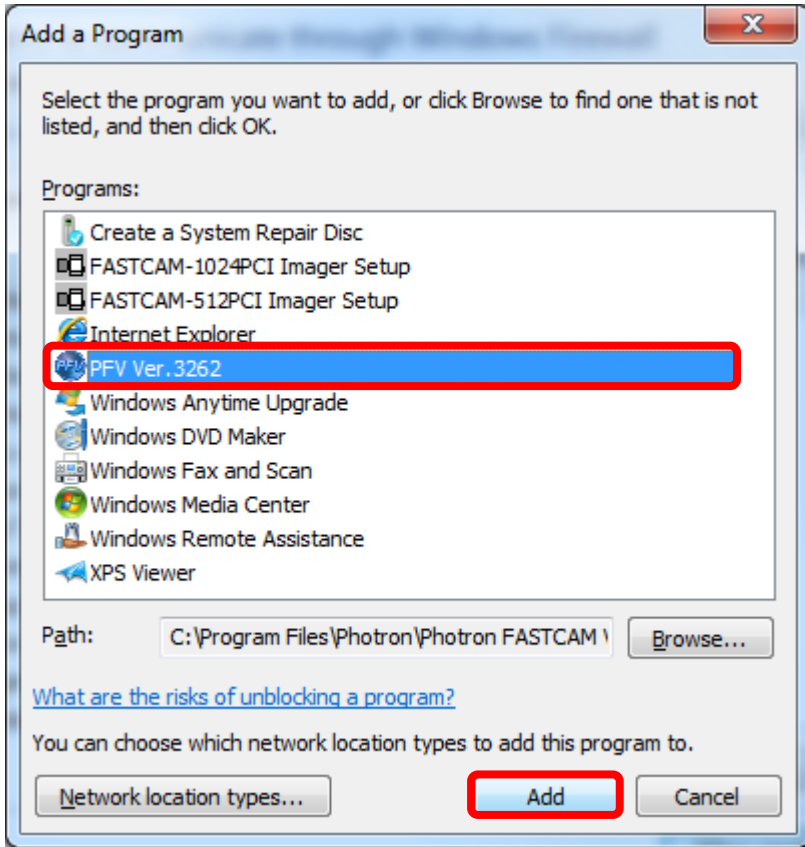 Add a Program
Select the program you want to add, or click Browse to find one that is not
listed, and then click OK.
Programs:
Create a System Repair Disc
FASTCAM-1024PCI Imager Setup
FASTCAM-512PCI Imager Setup
Internet Explorer
PFV Ver.3262
Windows Anytime Upgrade
Windows DVD Maker
Windows Fax and Scan
Windows Media Center
Windows Remote Assistance
XPS Viewer
Path: C:\Program Files\Photron\Photron FASTCAM \ Browse...
What are the risks of unblocking a program?
You can choose which network location types to add this program to.
Network location types... Add Cancel